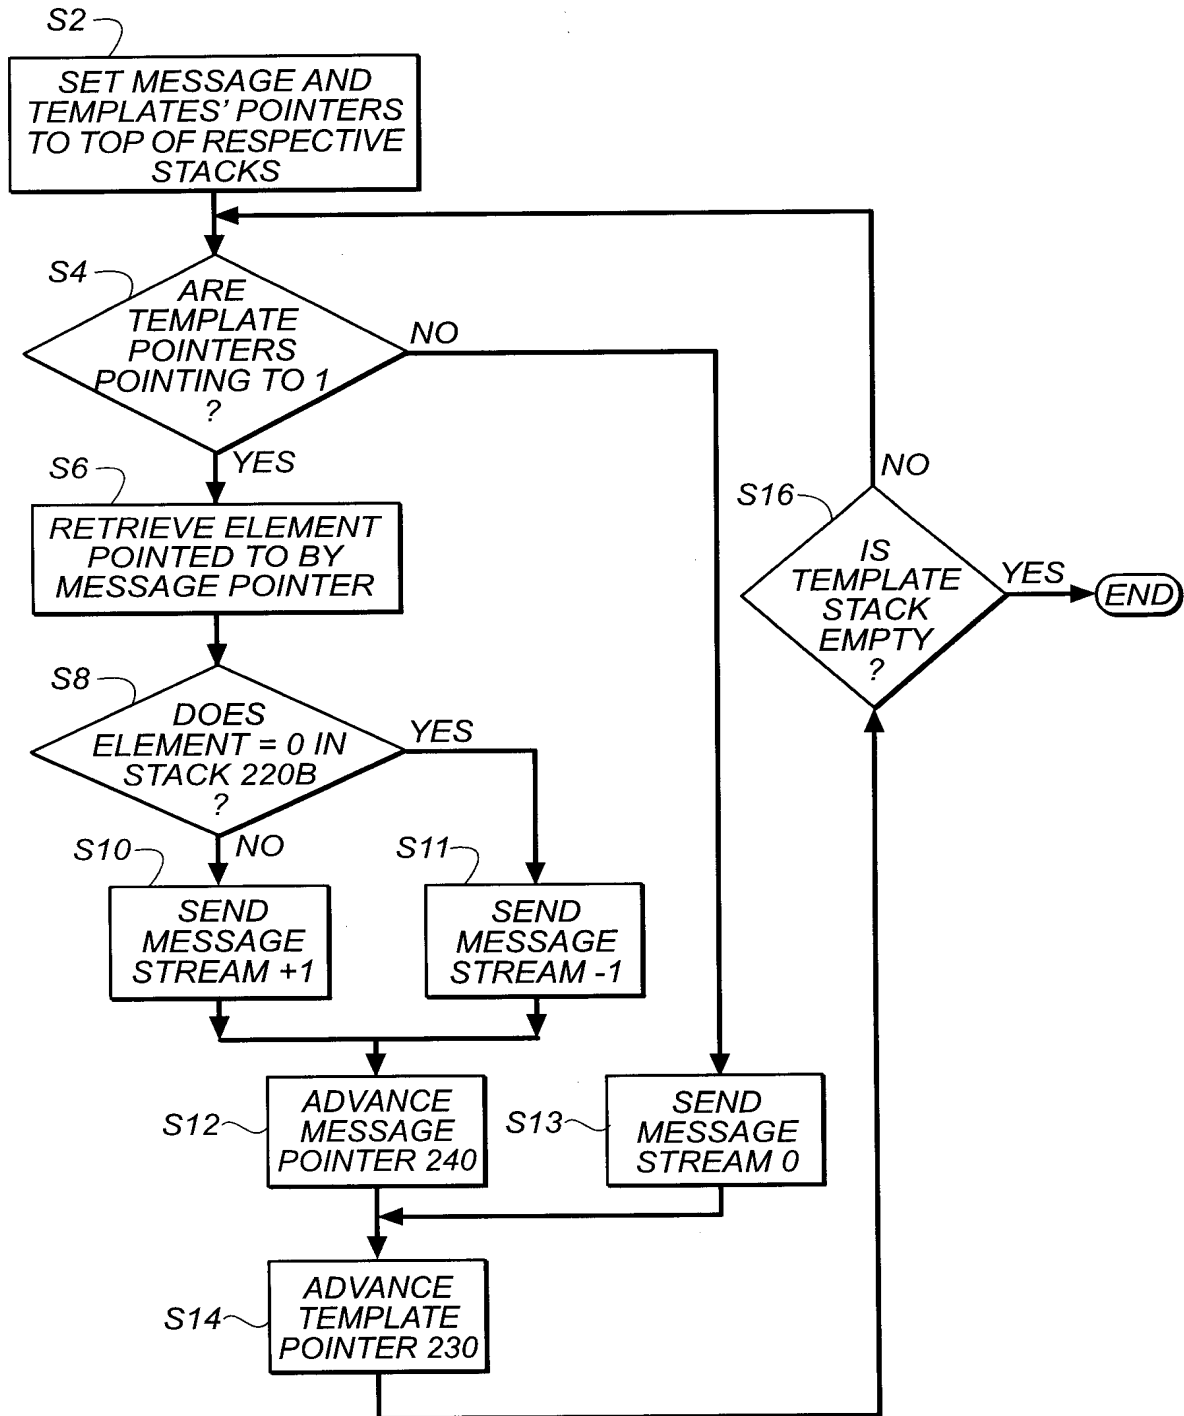 S2
SET MESSAGE AND
TEMPLATES' POINTERS
TO TOP OF RESPECTIVE
STACKS
S4
ARE
TEMPLATE
POINTERS
POINTING TO 1
?
NO
YES
S6
RETRIEVE ELEMENT
POINTED TO BY
MESSAGE POINTER
S8
DOES
ELEMENT = 0 IN
STACK 220B
?
YES
NO
S10
SEND
MESSAGE
STREAM +1
S11
SEND
MESSAGE
STREAM -1
S12
ADVANCE
MESSAGE
POINTER 240
S13
SEND
MESSAGE
STREAM 0
S14
ADVANCE
TEMPLATE
POINTER 230
S16
IS
TEMPLATE
STACK
EMPTY
?
NO
YES
END